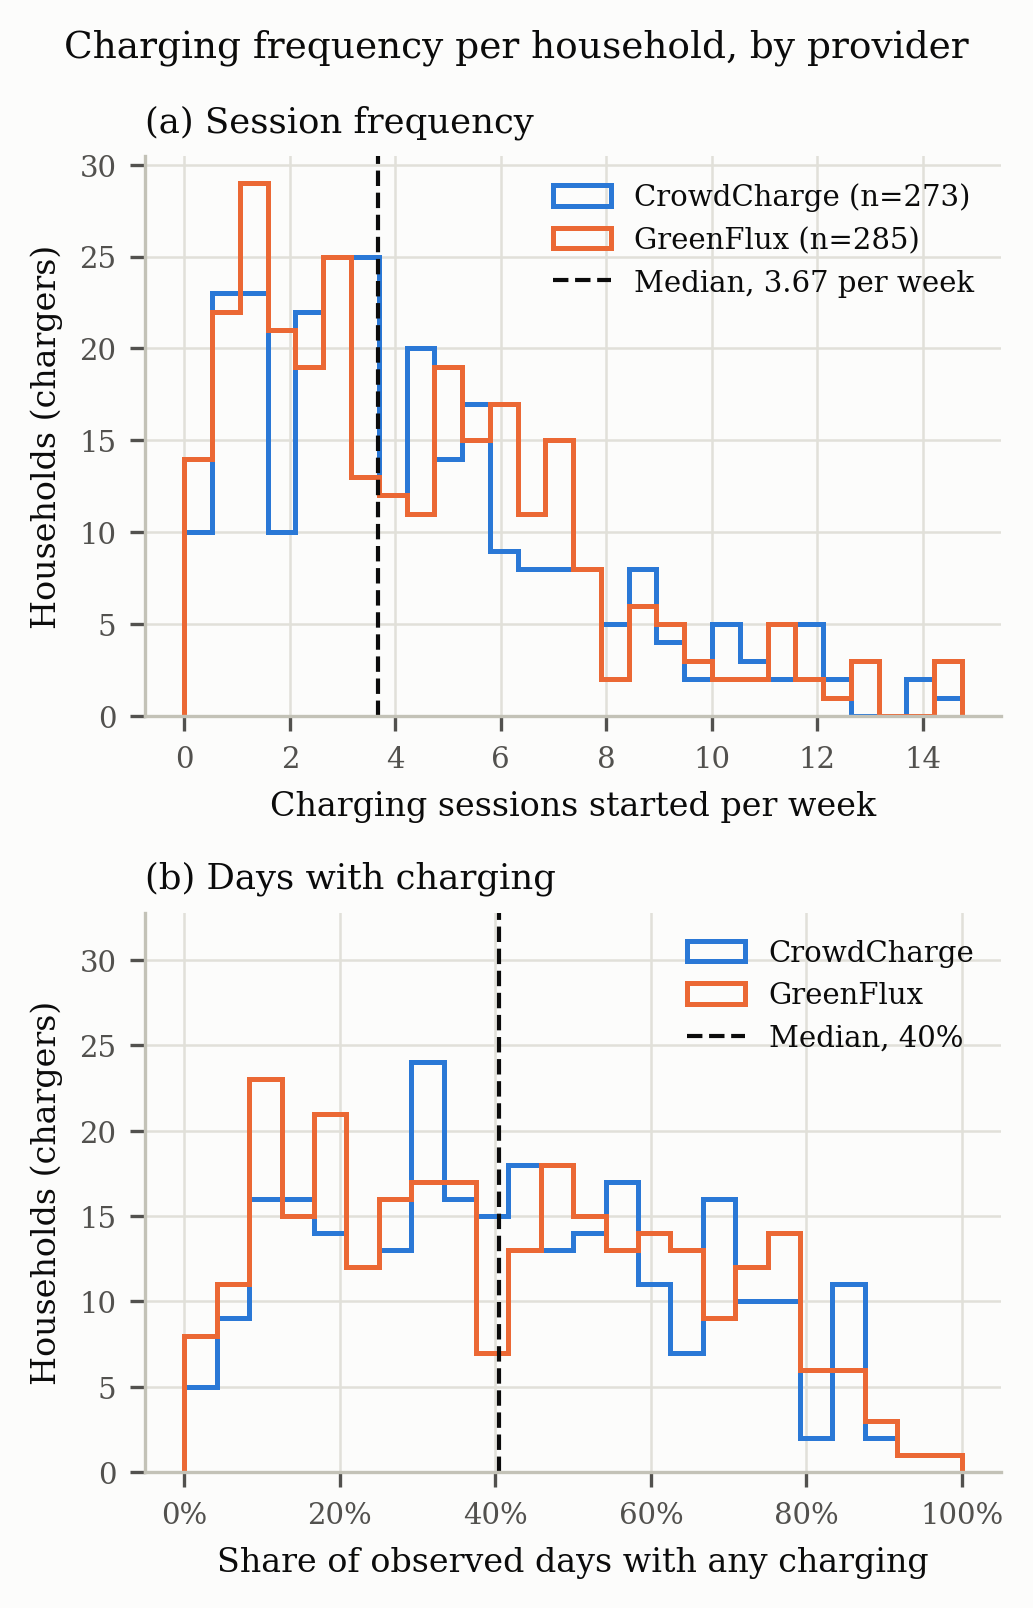 Charging frequency per household, by provider
(a) Session frequency
30
25
20
15
10
5
0
Households (chargers)
CrowdCharge (n=273)
GreenFlux (n=285)
Median, 3.67 per week
0 2 4 6 8 10 12 14
Charging sessions started per week
(b) Days with charging
30
25
20
15
10
5
0
Households (chargers)
CrowdCharge
GreenFlux
Median, 40%
0% 20% 40% 60% 80% 100%
Share of observed days with any charging